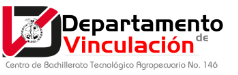 Departamento
de
Vinculación
Centro de Bachillerato Tecnológico Agropecuario No. 146